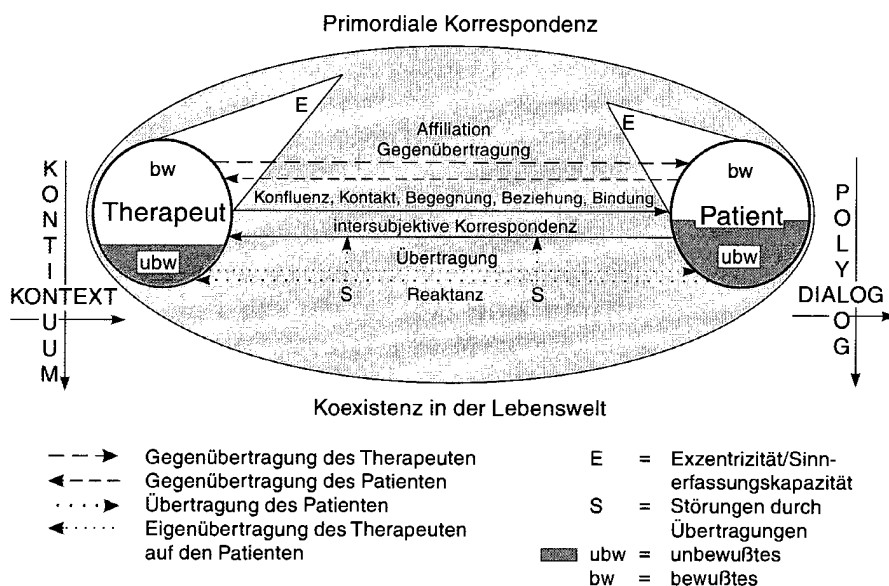 Primordiale Korrespondenz
E
E
Affiliation
Gegenübertragung
bw
bw
Konfluenz, Kontakt, Begegnung, Beziehung, Bindung
Therapeut
Patient
intersubjektive Korrespondenz
ubw
ubw
Übertragung
S
Reaktanz
S
KONTINUUM
KONTEXT
POLYLOG
DIALOG
Koexistenz in der Lebenswelt
Gegenübertragung des Therapeuten
Gegenübertragung des Patienten
Übertragung des Patienten
Eigenübertragung des Therapeuten
auf den Patienten
E = Exzentrizität/Sinn-
erfassungskapazität
S = Störungen durch
Übertragungen
ubw = unbewußtes
bw = bewußtes